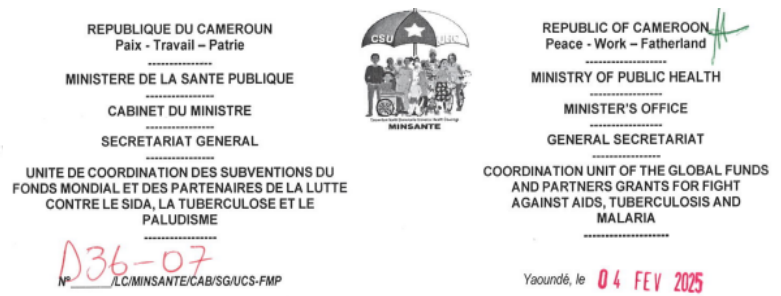 REPUBLIQUE DU CAMEROUN
Paix - Travail – Patrie
---------------
MINISTERE DE LA SANTE PUBLIQUE
---------------
CABINET DU MINISTRE
---------------
SECRETARIAT GENERAL
---------------
UNITE DE COORDINATION DES SUBVENTIONS DU
FONDS MONDIAL ET DES PARTENAIRES DE LA LUTTE
CONTRE LE SIDA, LA TUBERCULOSE ET LE
PALUDISME
---------------
D36-07
N°______/LC/MINSANTE/CAB/SG/UCS-FMP
CSU UHC
MINSANTE
REPUBLIC OF CAMEROON
Peace - Work – Fatherland
------------------
MINISTRY OF PUBLIC HEALTH
------------------
MINISTER'S OFFICE
------------------
GENERAL SECRETARIAT
---------------
COORDINATION UNIT OF THE GLOBAL FUNDS
AND PARTNERS GRANTS FOR FIGHT
AGAINST AIDS, TUBERCULOSIS AND
MALARIA
------------------
Yaoundé, le 04 FEV 2025